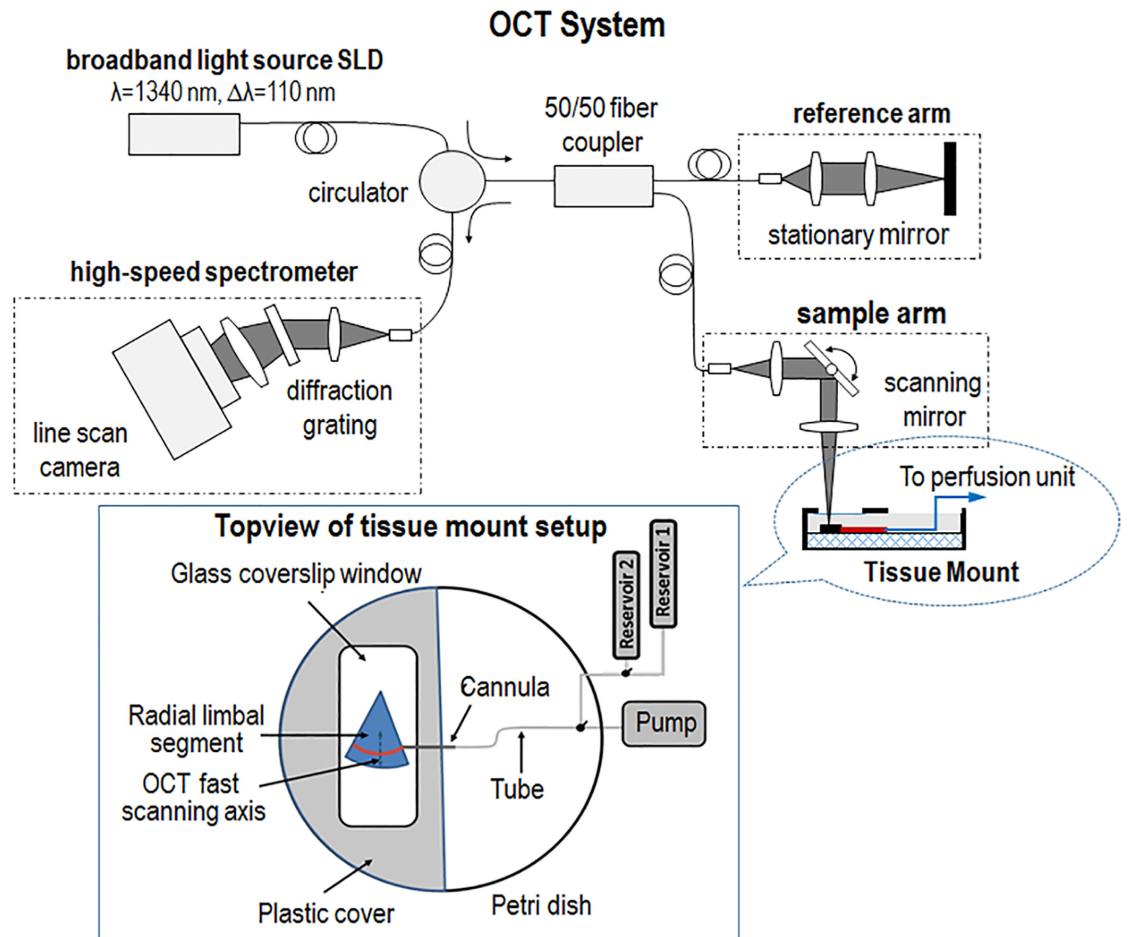 OCT System
broadband light source SLD
λ=1340 nm, Δλ=110 nm
50/50 fiber
coupler
reference arm
circulator
stationary mirror
high-speed spectrometer
sample arm
diffraction
grating
scanning
mirror
line scan
camera
To perfusion unit
Tissue Mount
Topview of tissue mount setup
Glass coverslip window
Reservoir 2
Reservoir 1
Cannula
Radial limbal
segment
Pump
OCT fast
scanning axis
Tube
Plastic cover
Petri dish